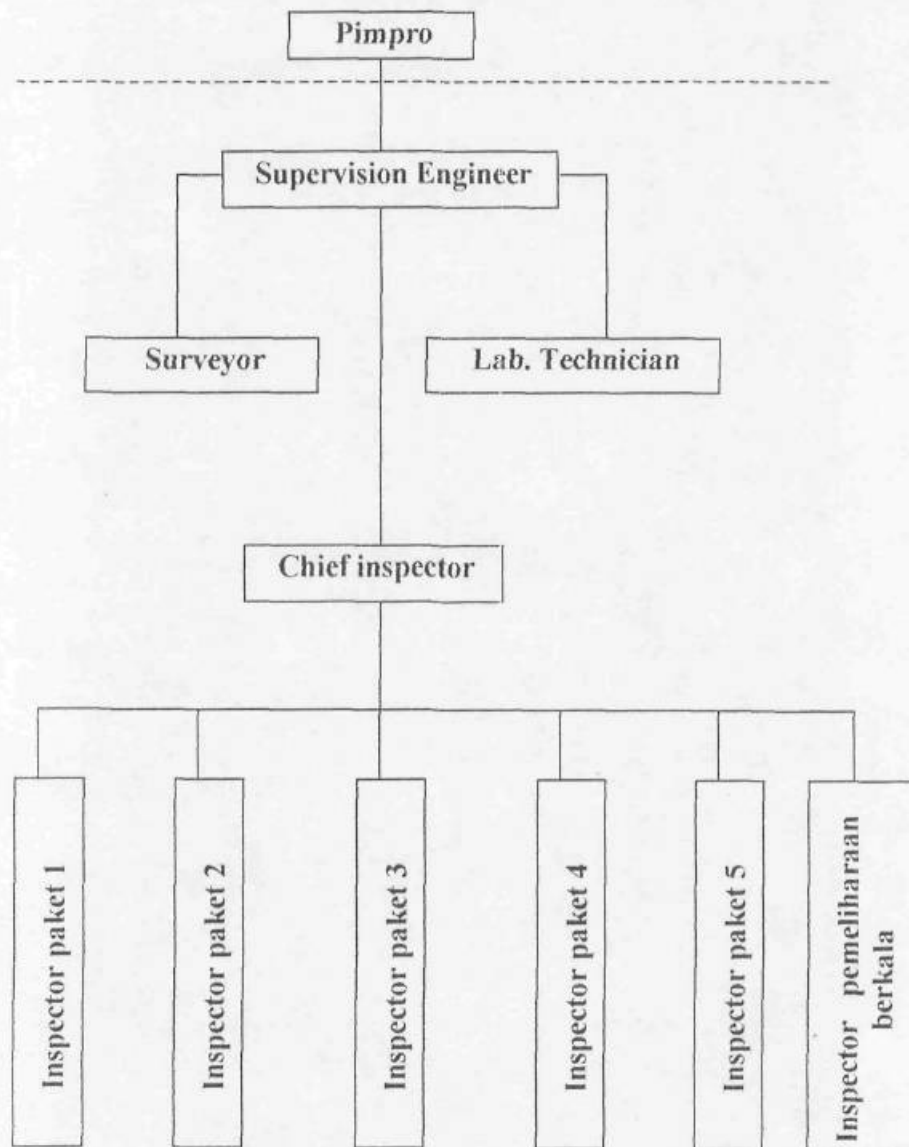 Pimpro
Supervision Engineer
Surveyor
Lab. Technician
Chief inspector
Inspector paket 1
Inspector paket 2
Inspector paket 3
Inspector paket 4
Inspector paket 5
Inspector pemeliharaan
berkala